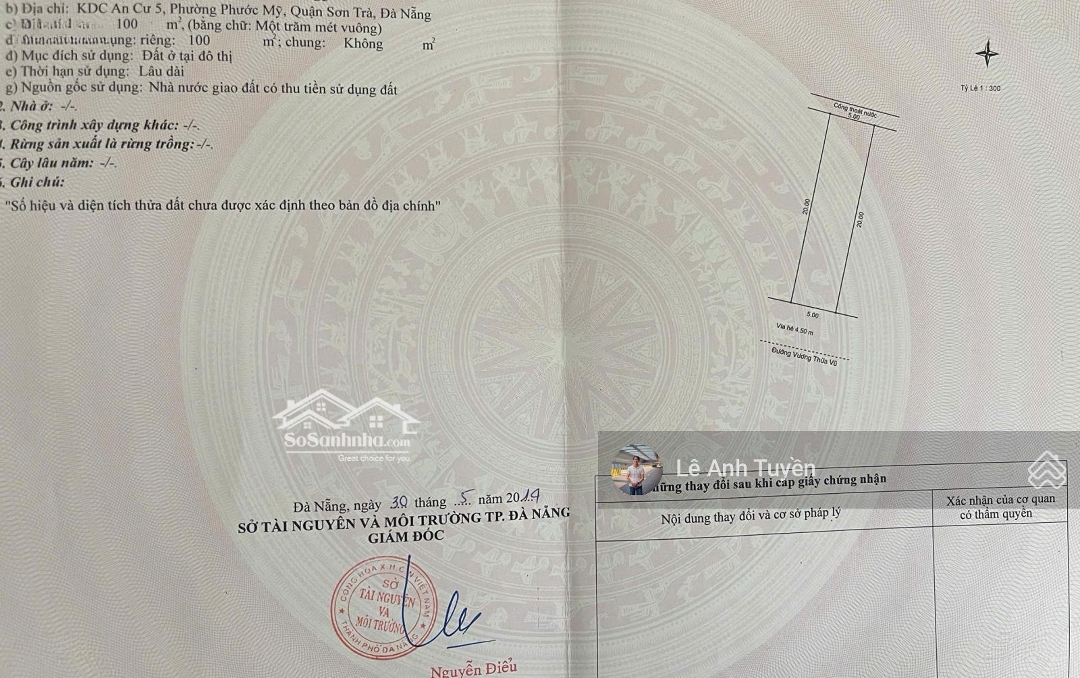 b) Địa chỉ: KDC An Cư 5, Phường Phước Mỹ, Quận Sơn Trà, Đà Nẵng
100 m², (bằng chữ: Một trăm mét vuông)
dụng: riêng: 100 m²; chung: Không m²
đ) Mục đích sử dụng: Đất ở tại đô thị
e) Thời hạn sử dụng: Lâu dài
g) Nguồn gốc sử dụng: Nhà nước giao đất có thu tiền sử dụng đất
2. Nhà ở: -/-.
3. Công trình xây dựng khác: -/-.
4. Rừng sản xuất là rừng trồng: -/-.
5. Cây lâu năm: -/-.
6. Ghi chú:
"Số hiệu và diện tích thửa đất chưa được xác định theo bản đồ địa chính"
Tỷ Lệ 1 : 300
Cống thoát nước
5.00
20.00
20.00
5.00
Vỉa hè 4.50 m
Đường Vương Thừa Vũ
SoSanhnha.com
Great choice for you
Lê Anh Tuyền
những thay đổi sau khi cấp giấy chứng nhận
Nội dung thay đổi và cơ sở pháp lý
Xác nhận của cơ quan
có thẩm quyền
Đà Nẵng, ngày 30 tháng 5 năm 2019
SỞ TÀI NGUYÊN VÀ MÔI TRƯỜNG TP. ĐÀ NẴNG
GIÁM ĐỐC
CỘNG HÒA X.H.C.N VIỆT NAM
SỞ
TÀI NGUYÊN
VÀ
MÔI TRƯỜNG
THÀNH PHỐ ĐÀ NẴNG
Nguyễn Điểu